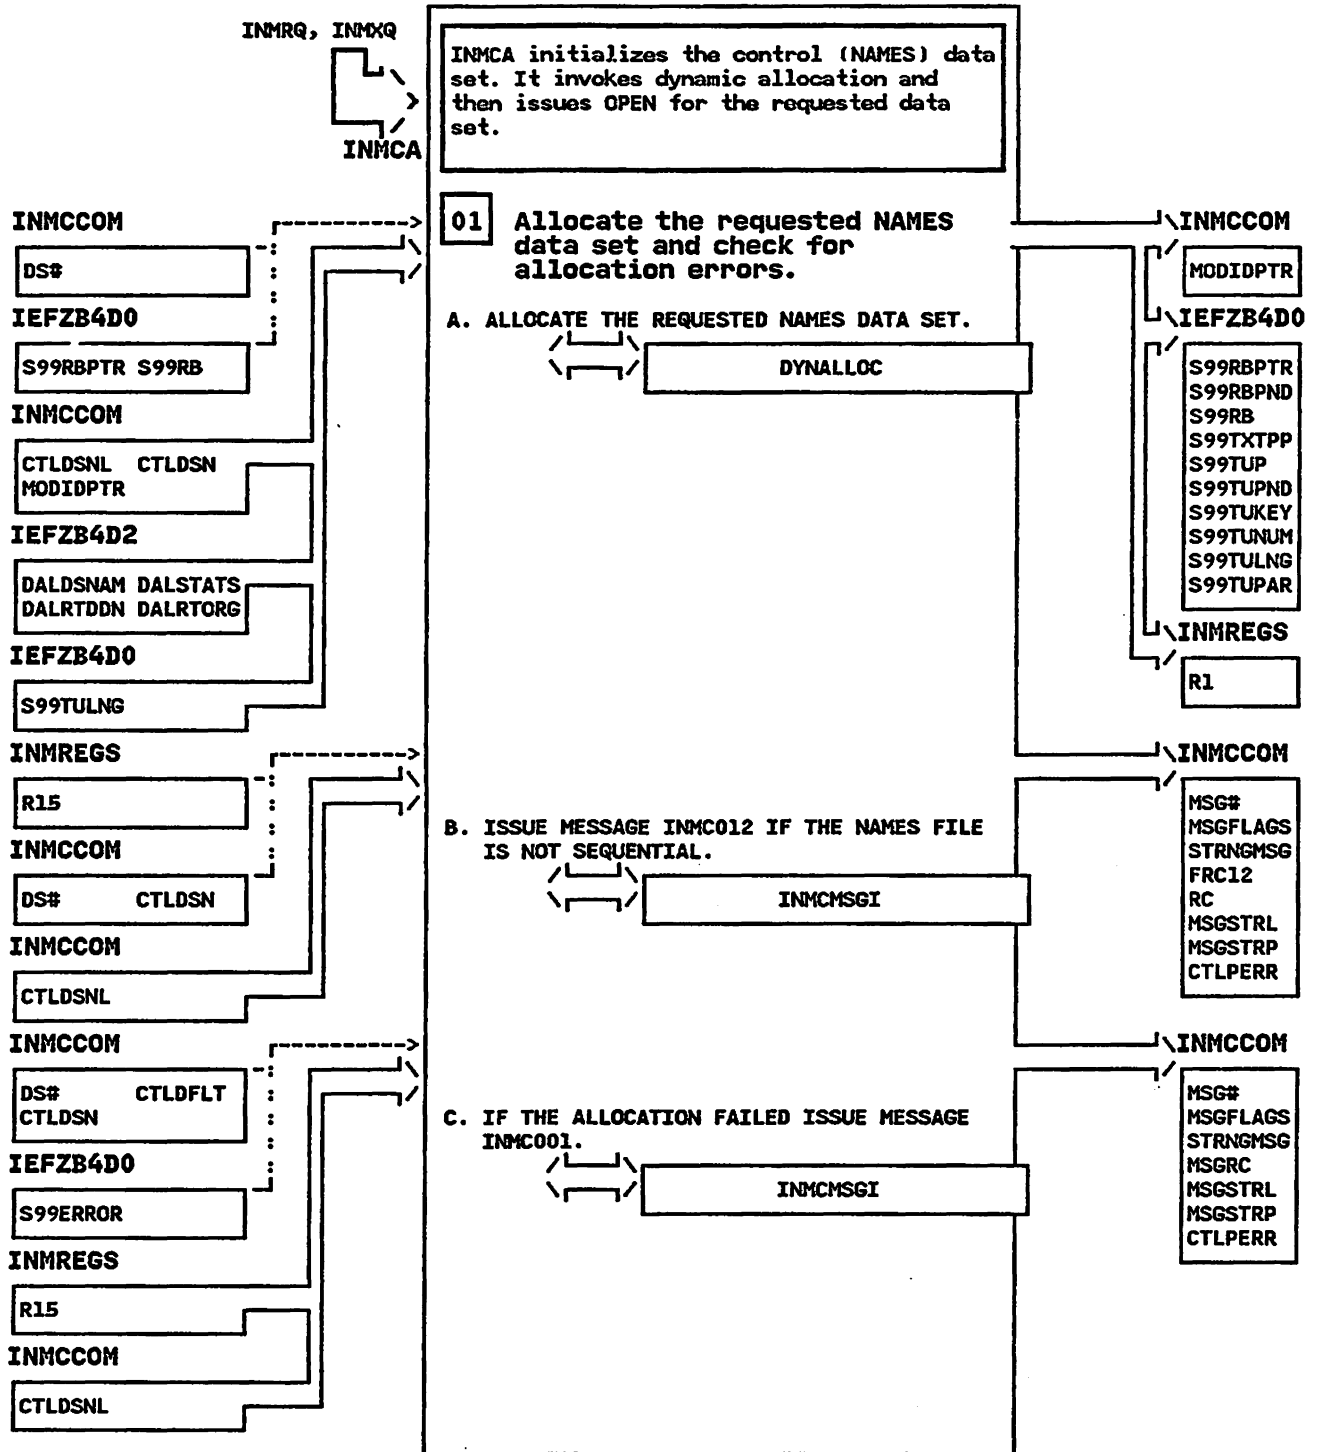 INMRQ, INMXQ
INMCA
INMCA initializes the control (NAMES) data
set. It invokes dynamic allocation and
then issues OPEN for the requested data
set.
INMCCOM
DS#
IEFZB4D0
S99RBPTR S99RB
INMCCOM
CTLDSNL CTLDSN
MODIDPTR
IEFZB4D2
DALDSNAM DALSTATS
DALRTDDN DALRTORG
IEFZB4D0
S99TULNG
INMREGS
R15
INMCCOM
DS# CTLDSN
INMCCOM
CTLDSNL
INMCCOM
DS# CTLDFLT
CTLDSN
IEFZB4D0
S99ERROR
INMREGS
R15
INMCCOM
CTLDSNL
01 Allocate the requested NAMES
data set and check for
allocation errors.
A. ALLOCATE THE REQUESTED NAMES DATA SET.
DYNALLOC
B. ISSUE MESSAGE INMC012 IF THE NAMES FILE
IS NOT SEQUENTIAL.
INMCMSGI
C. IF THE ALLOCATION FAILED ISSUE MESSAGE
INMC001.
INMCMSGI
INMCCOM
MODIDPTR
IEFZB4D0
S99RBPTR
S99RBPND
S99RB
S99TXTPP
S99TUP
S99TUPND
S99TUKEY
S99TUNUM
S99TULNG
S99TUPAR
INMREGS
R1
INMCCOM
MSG#
MSGFLAGS
STRNGMSG
FRC12
RC
MSGSTRL
MSGSTRP
CTLPERR
INMCCOM
MSG#
MSGFLAGS
STRNGMSG
MSGRC
MSGSTRL
MSGSTRP
CTLPERR